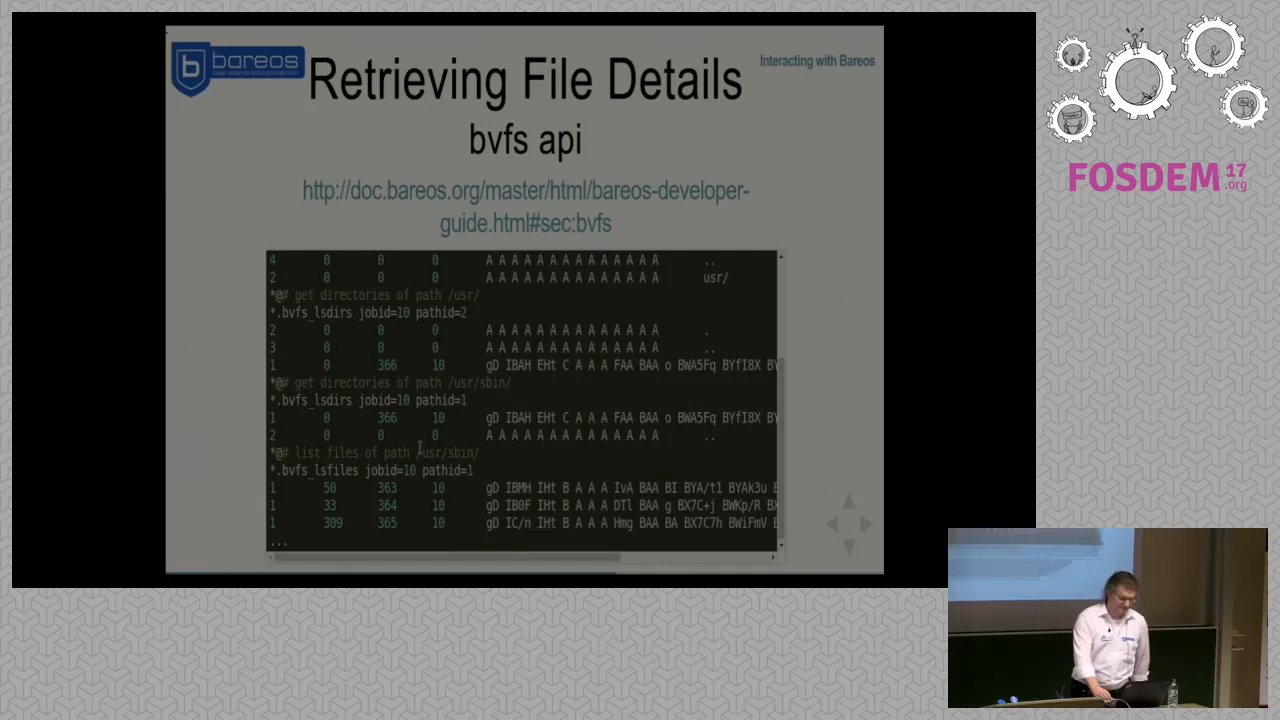 bareos
Interacting with Bareos
Retrieving File Details
bvfs api
http://doc.bareos.org/master/html/bareos-developer-
guide.html#sec:bvfs
4 0 0 0 A A A A A A A A A A A A A A ..
2 0 0 0 A A A A A A A A A A A A A A usr/
*@# get directories of path /usr/
*.bvfs_lsdirs jobid=10 pathid=2
2 0 0 0 A A A A A A A A A A A A A A .
3 0 0 0 A A A A A A A A A A A A A A ..
1 0 366 10 gD IBAH EHt C A A A FAA BAA o BWA5Fq BYfI8X BY
*@# get directories of path /usr/sbin/
*.bvfs_lsdirs jobid=10 pathid=1
1 0 366 10 gD IBAH EHt C A A A FAA BAA o BWA5Fq BYfI8X BY
2 0 0 0 A A A A A A A A A A A A A A ..
*@# list files of path /usr/sbin/
*.bvfs_lsfiles jobid=10 pathid=1
1 50 363 10 gD IBMH IHt B A A A IvA BAA BI BYA/t1 BYAk3u B
1 33 364 10 gD IB0F IHt B A A A DTl BAA g BX7C+j BWKp/R BX
1 309 365 10 gD IC/n IHt B A A A Hmg BAA BA BX7C7h BWiFmV B
...
FOSDEM 17
.org